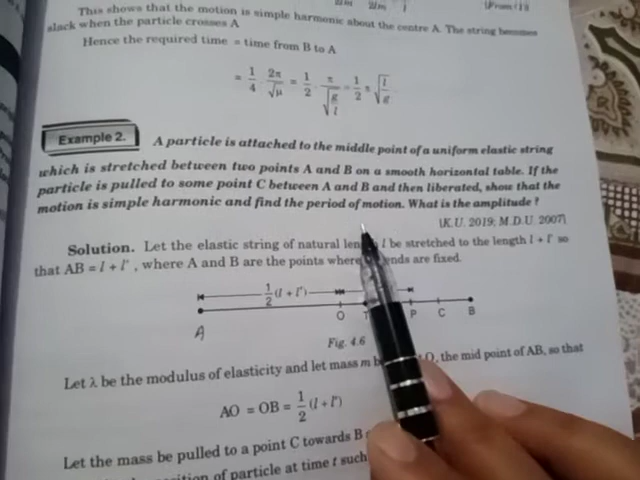 This shows that the motion is simple harmonic about the centre A. The string becomes
slack when the particle crosses A
Hence the required time = time from B to A
= 1/4 · 2π/√μ = 1/2 · π/√(g/l) = 1/2 π √(l/g)
Example 2. A particle is attached to the middle point of a uniform elastic string
which is stretched between two points A and B on a smooth horizontal table. If the
particle is pulled to some point C between A and B and then liberated, show that the
motion is simple harmonic and find the period of motion. What is the amplitude ?
[K.U. 2019; M.D.U. 2007]
Solution. Let the elastic string of natural length l be stretched to the length l + l' so
that AB = l + l', where A and B are the points where ends are fixed.
1/2 (l + l')
O T P C B
A
Fig. 4.6
Let λ be the modulus of elasticity and let mass m O, the mid point of AB, so that
AO = OB = 1/2 (l + l')
Let the mass be pulled to a point C towards B
position of particle at time t such